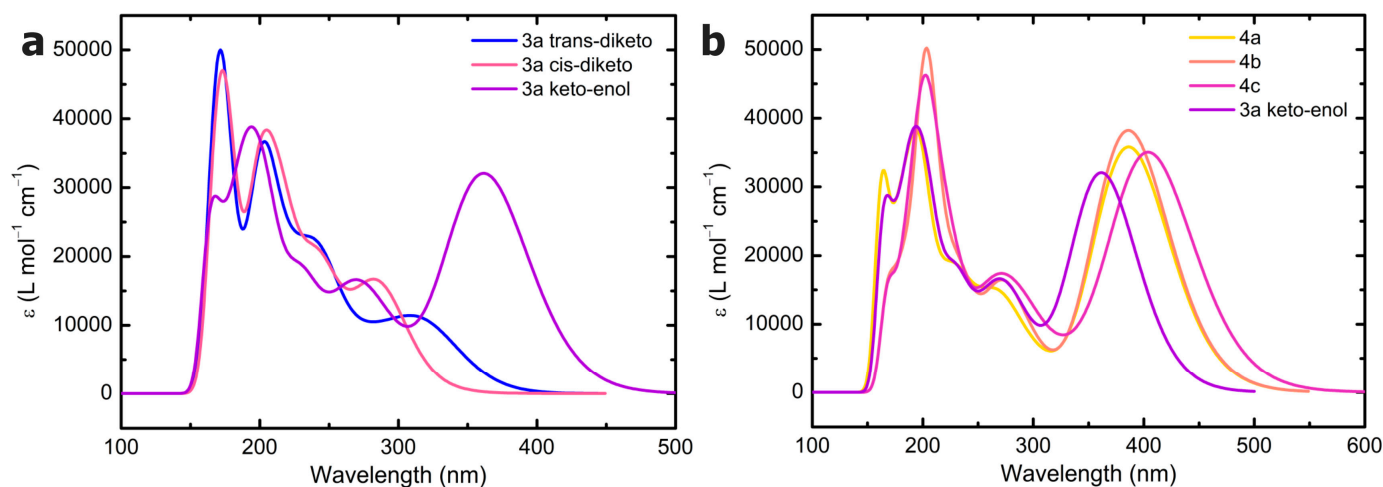 a
3a trans-diketo
3a cis-diketo
3a keto-enol
50000
40000
30000
20000
10000
0
ε (L mol⁻¹ cm⁻¹)
100 200 300 400 500
Wavelength (nm)
b
4a
4b
4c
3a keto-enol
50000
40000
30000
20000
10000
0
ε (L mol⁻¹ cm⁻¹)
100 200 300 400 500 600
Wavelength (nm)